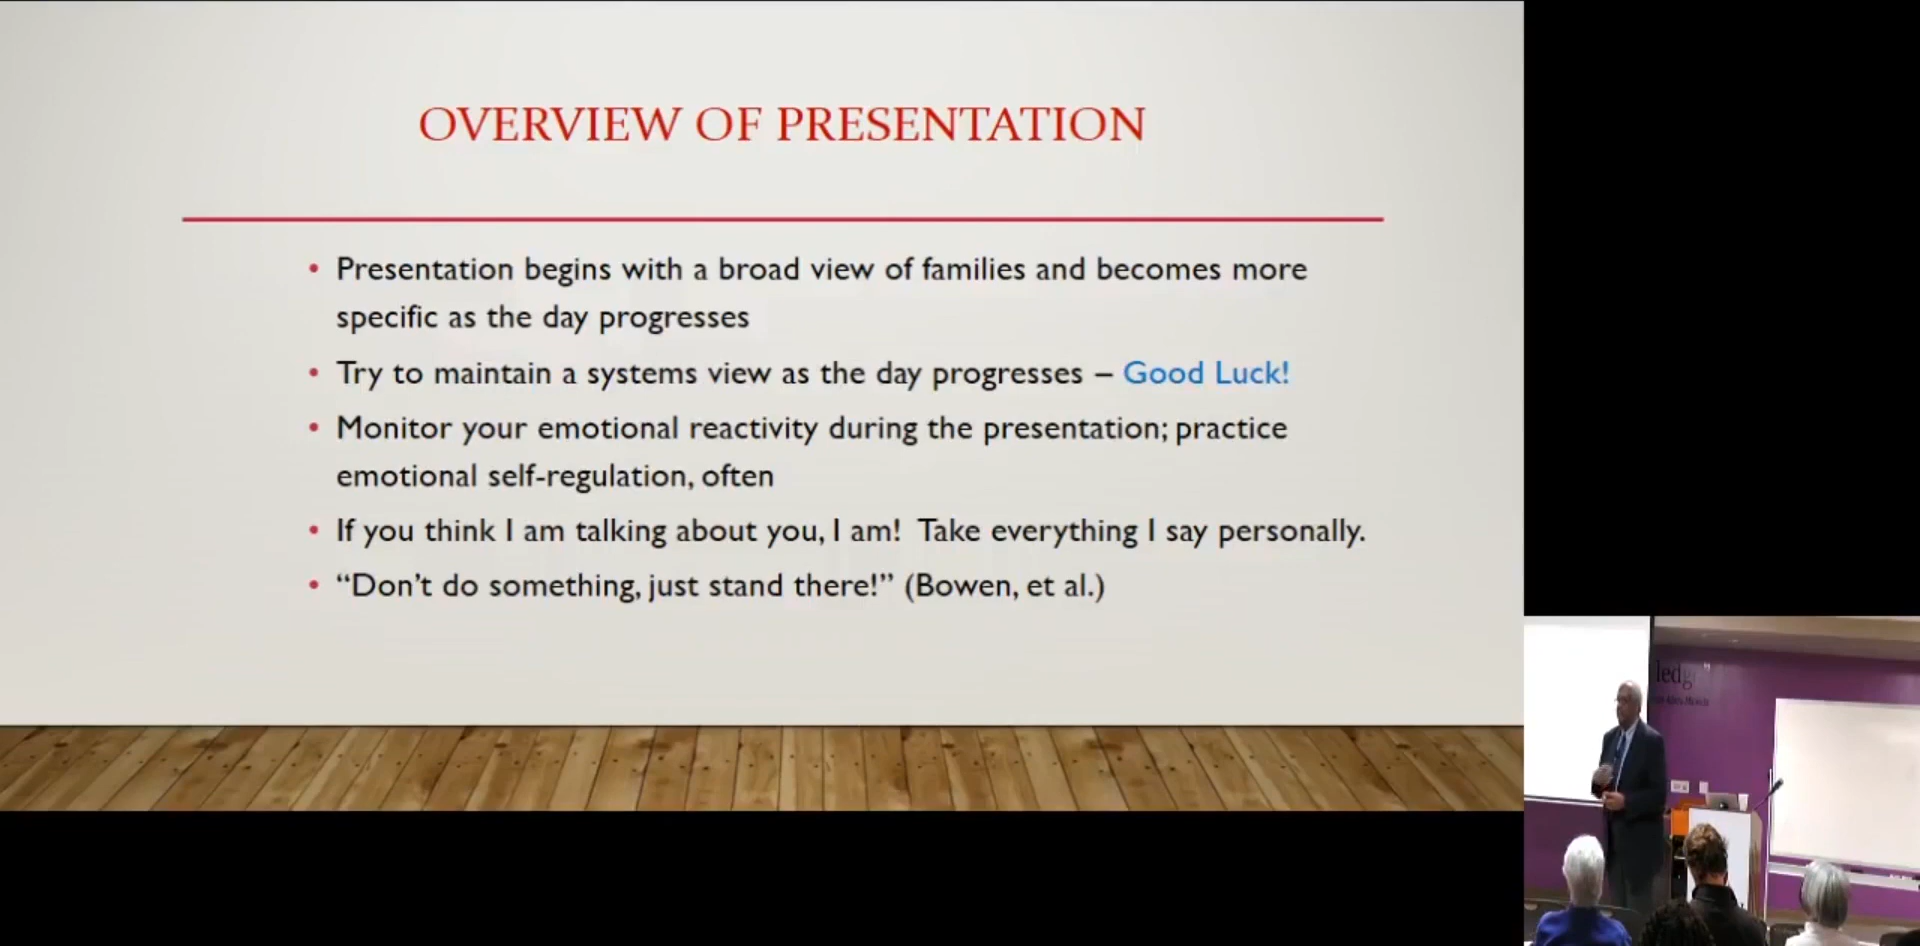 OVERVIEW OF PRESENTATION
• Presentation begins with a broad view of families and becomes more
specific as the day progresses
• Try to maintain a systems view as the day progresses – Good Luck!
• Monitor your emotional reactivity during the presentation; practice
emotional self-regulation, often
• If you think I am talking about you, I am!  Take everything I say personally.
• “Don’t do something, just stand there!” (Bowen, et al.)